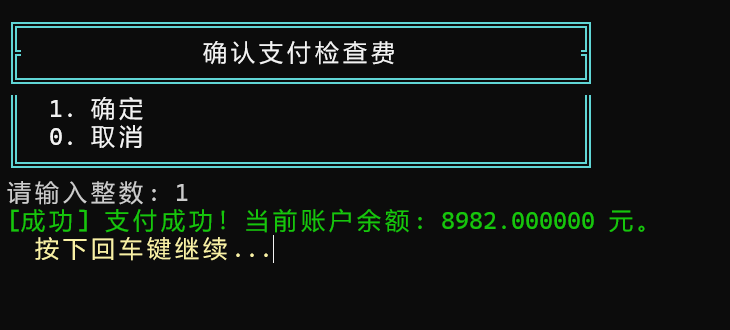 确认支付检查费
1. 确定
0. 取消
请输入整数: 1
[成功] 支付成功! 当前账户余额: 8982.000000 元。
按下回车键继续...